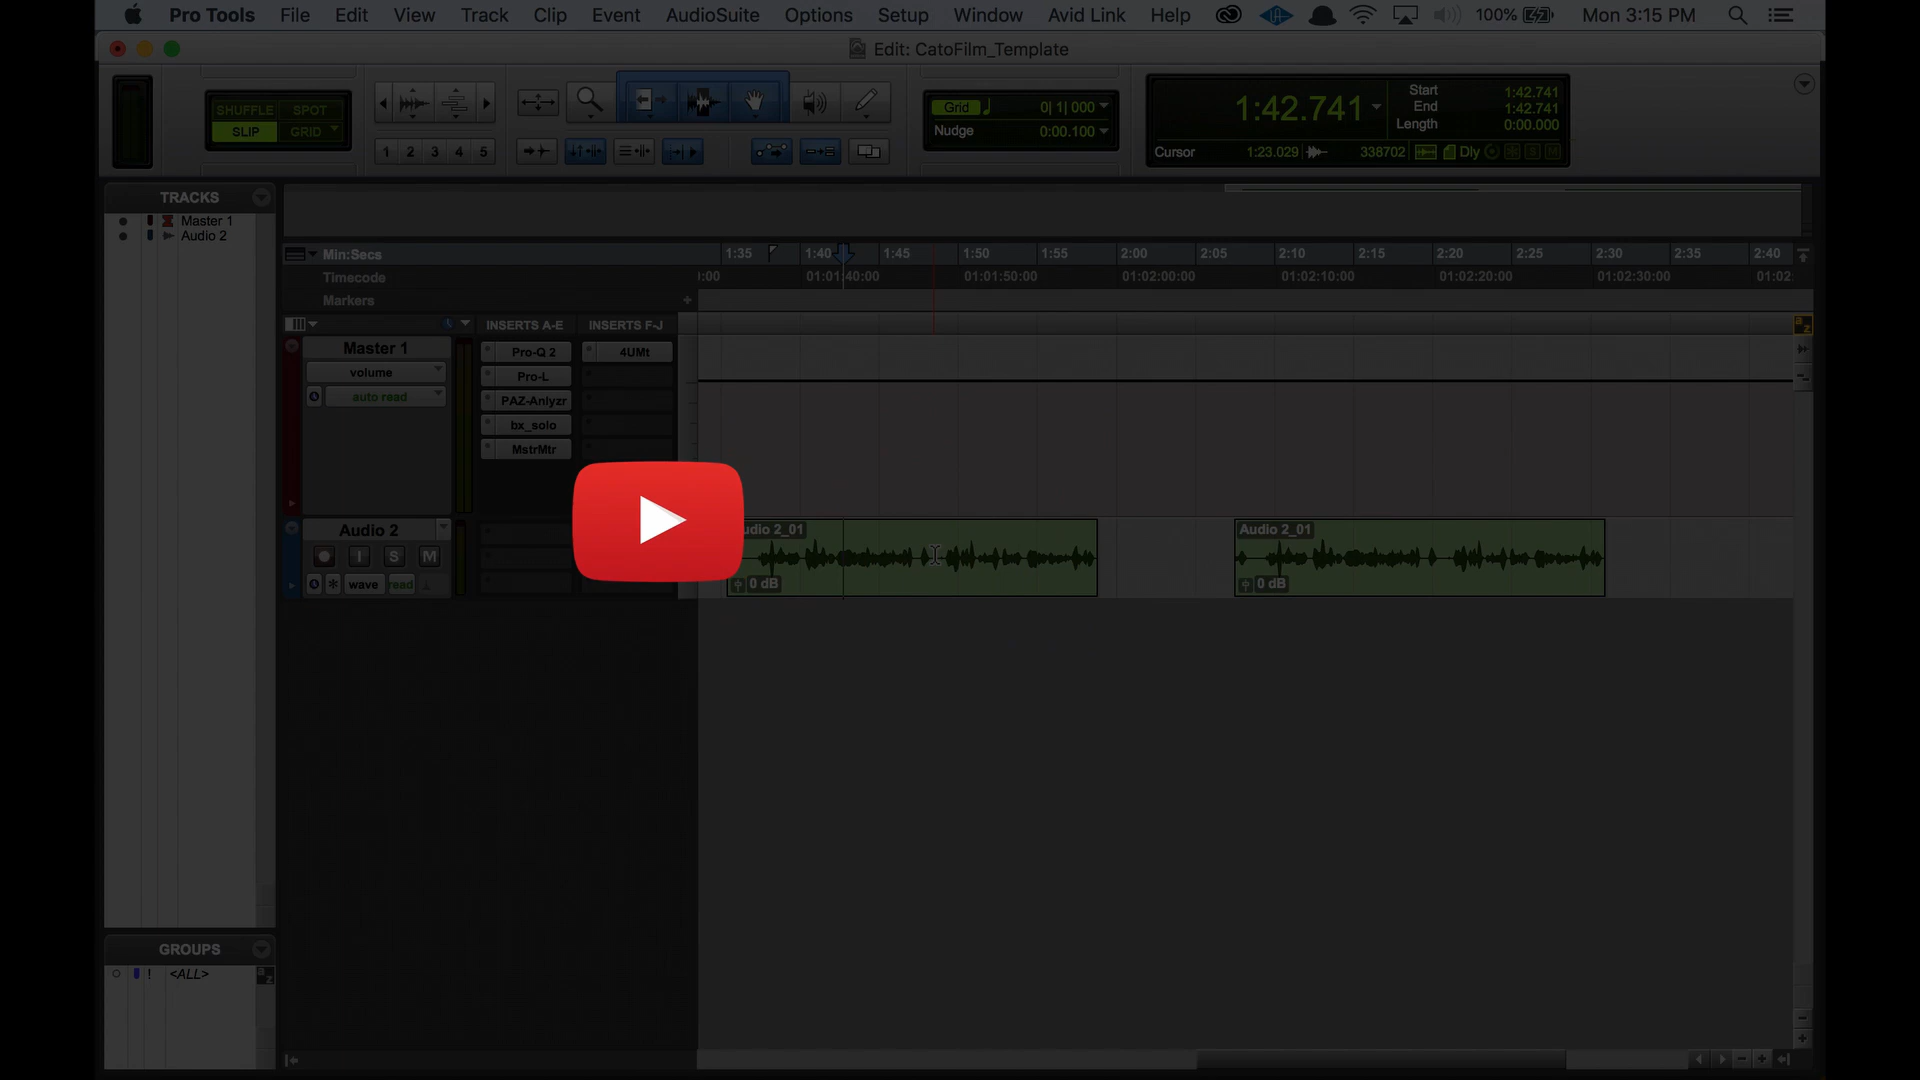 Pro Tools File Edit View Track Clip Event AudioSuite Options Setup Window Avid Link Help 100% Mon 3:15 PM
Edit: CatoFilm_Template
SHUFFLE SPOT
SLIP GRID
1 2 3 4 5
Grid 0| 1| 000
Nudge 0:00.100
1:42.741
Start 1:42.741
End 1:42.741
Length 0:00.000
Cursor 1:23.029 338702 Dly S M
TRACKS
Master 1
Audio 2
Min:Secs 1:35 1:40 1:45 1:50 1:55 2:00 2:05 2:10 2:15 2:20 2:25 2:30 2:35 2:40
Timecode :00 01:01:40:00 01:01:50:00 01:02:00:00 01:02:10:00 01:02:20:00 01:02:30:00 01:02:
Markers
INSERTS A-E INSERTS F-J
Master 1
volume
auto read
Pro-Q 2 4UMt
Pro-L
PAZ-Anlyzr
bx_solo
MstrMtr
Audio 2
I S M
wave read
udio 2_01
0 dB
Audio 2_01
0 dB
GROUPS
! <ALL>
a z